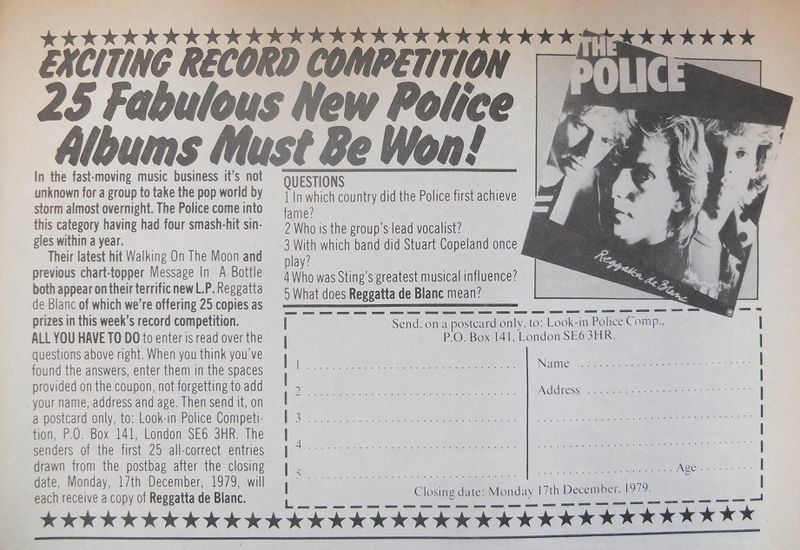 EXCITING RECORD COMPETITION
25 Fabulous New Police
Albums Must Be Won!
In the fast-moving music business it's not
unknown for a group to take the pop world by
storm almost overnight. The Police come into
this category having had four smash-hit sin-
gles within a year.
Their latest hit Walking On The Moon and
previous chart-topper Message In A Bottle
both appear on their terrific new L.P. Reggatta
de Blanc of which we're offering 25 copies as
prizes in this week's record competition.
ALL YOU HAVE TO DO to enter is read over the
questions above right. When you think you've
found the answers, enter them in the spaces
provided on the coupon, not forgetting to add
your name, address and age. Then send it, on
a postcard only, to: Look-in Police Competi-
tion, P.O. Box 141, London SE6 3HR. The
senders of the first 25 all-correct entries
drawn from the postbag after the closing
date, Monday, 17th December, 1979, will
each receive a copy of Reggatta de Blanc.
QUESTIONS
1 In which country did the Police first achieve
fame?
2 Who is the group's lead vocalist?
3 With which band did Stuart Copeland once
play?
4 Who was Sting's greatest musical influence?
5 What does Reggatta de Blanc mean?
THE
POLICE
Reggatta de Blanc
Send, on a postcard only, to: Look-in Police Comp.,
P.O. Box 141, London SE6 3HR.
1
2
3
4
5
Name
Address
Age
Closing date: Monday 17th December, 1979.